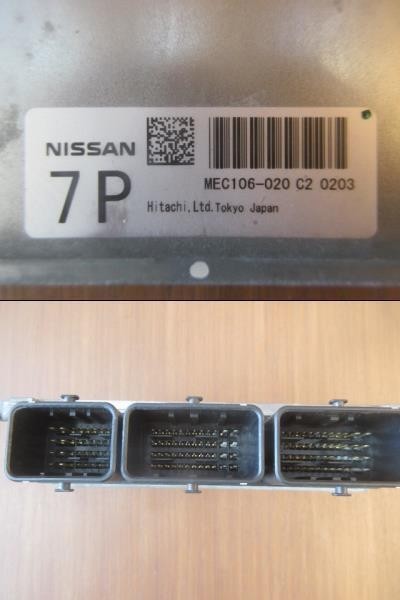 NISSAN
7P
MEC106-020 C2 0203
Hitachi,Ltd.Tokyo Japan